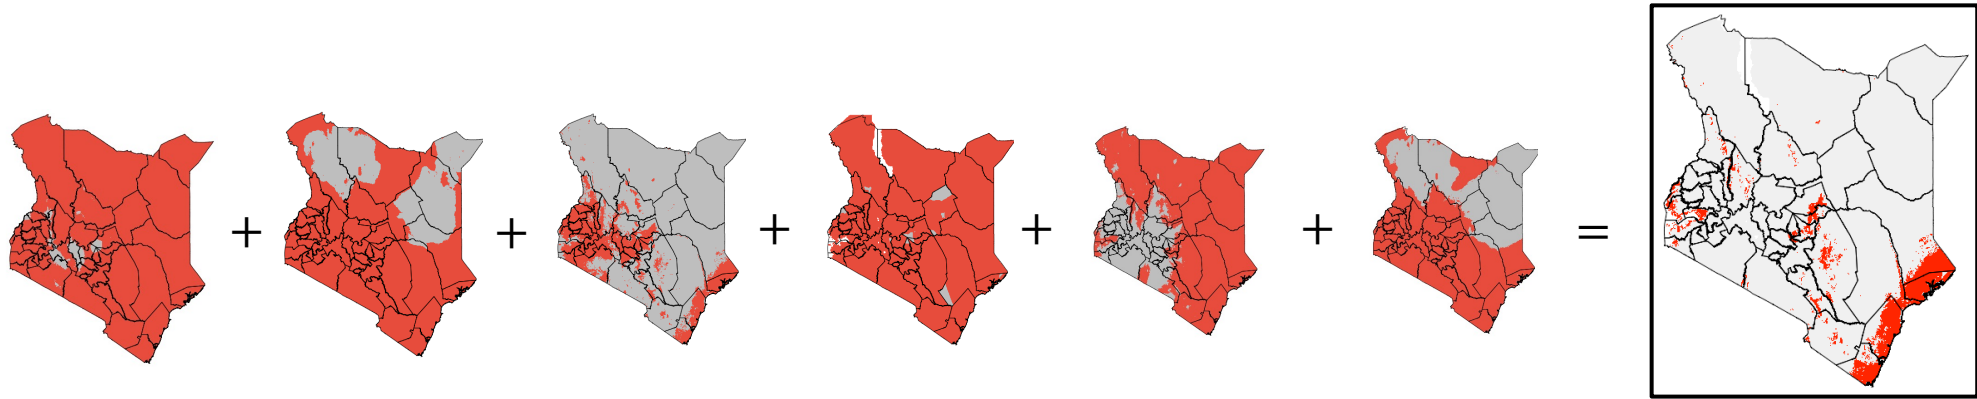 + + + + + =